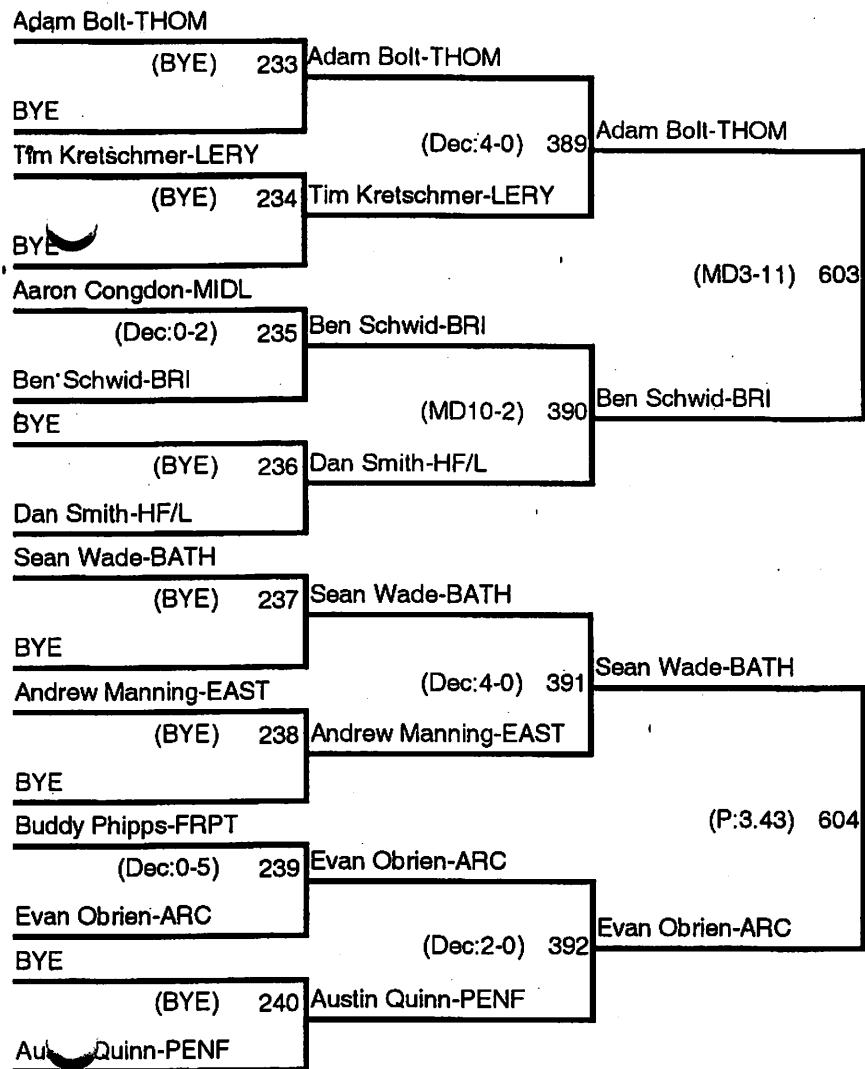 Adam Bolt-THOM
(BYE) 233 Adam Bolt-THOM
BYE
(Dec:4-0) 389 Adam Bolt-THOM
Tim Kretschmer-LERY
(BYE) 234 Tim Kretschmer-LERY
BYE
(MD3-11) 603
Aaron Congdon-MIDL
(Dec:0-2) 235 Ben Schwid-BRI
Ben Schwid-BRI
(MD10-2) 390 Ben Schwid-BRI
BYE
(BYE) 236 Dan Smith-HF/L
Dan Smith-HF/L
Sean Wade-BATH
(BYE) 237 Sean Wade-BATH
BYE
(Dec:4-0) 391 Sean Wade-BATH
Andrew Manning-EAST
(BYE) 238 Andrew Manning-EAST
BYE
(P:3.43) 604
Buddy Phipps-FRPT
(Dec:0-5) 239 Evan Obrien-ARC
Evan Obrien-ARC
(Dec:2-0) 392 Evan Obrien-ARC
BYE
(BYE) 240 Austin Quinn-PENF
Quinn-PENF